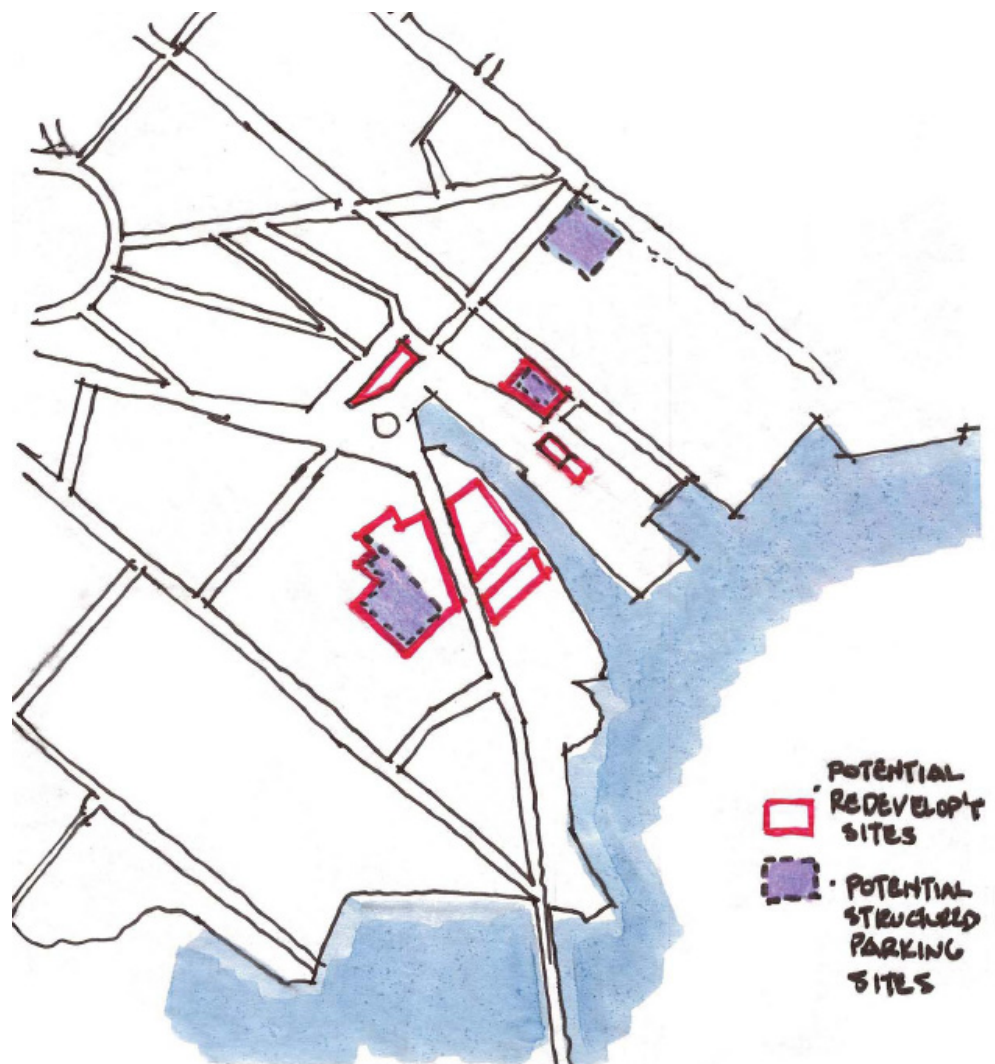 • POTENTIAL
REDEVELOP'T
SITES
• POTENTIAL
STRUCTURED
PARKING
SITES